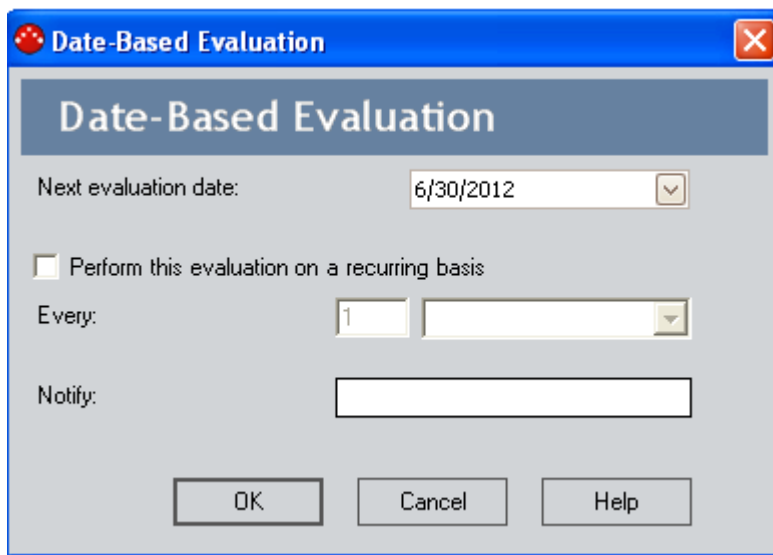 Date-Based Evaluation
Date-Based Evaluation
Next evaluation date: 6/30/2012
Perform this evaluation on a recurring basis
Every: 1
Notify:
OK Cancel Help